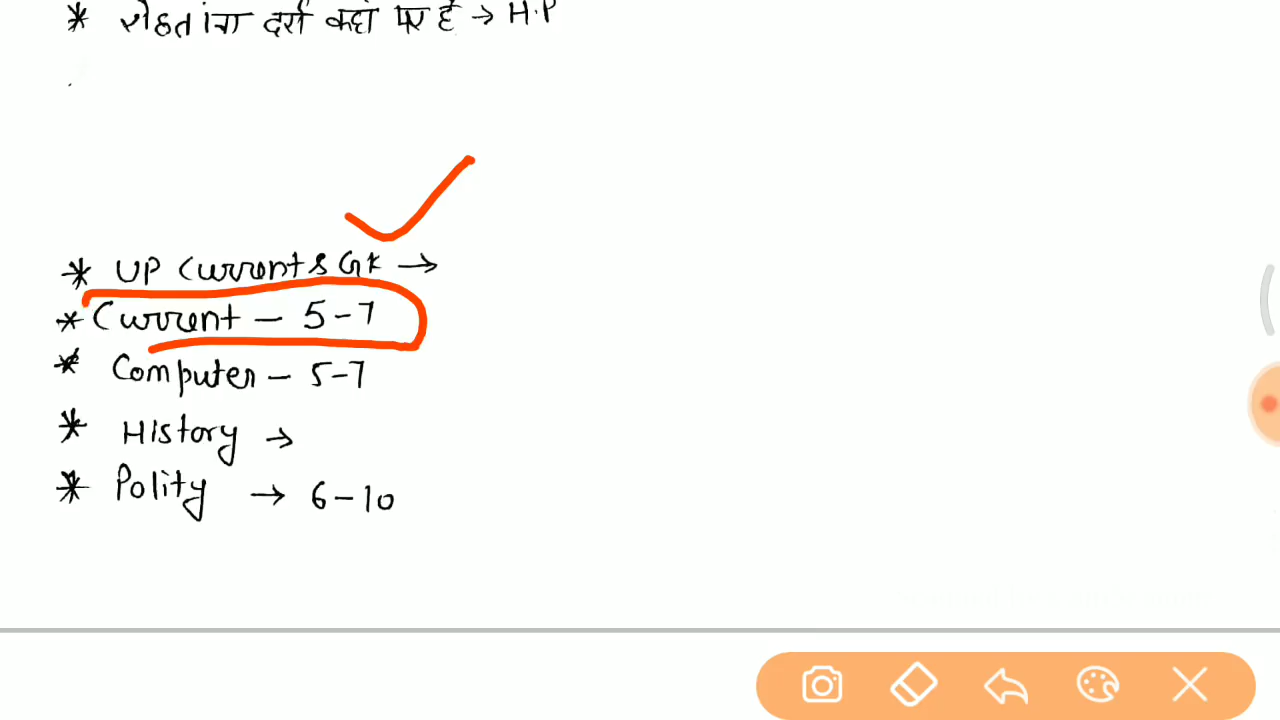 * रोहतांग दर्रा कहां पर है → H.P
* UP Current & GK →
* Current - 5-7
* Computer - 5-7
* History →
* Polity → 6-10